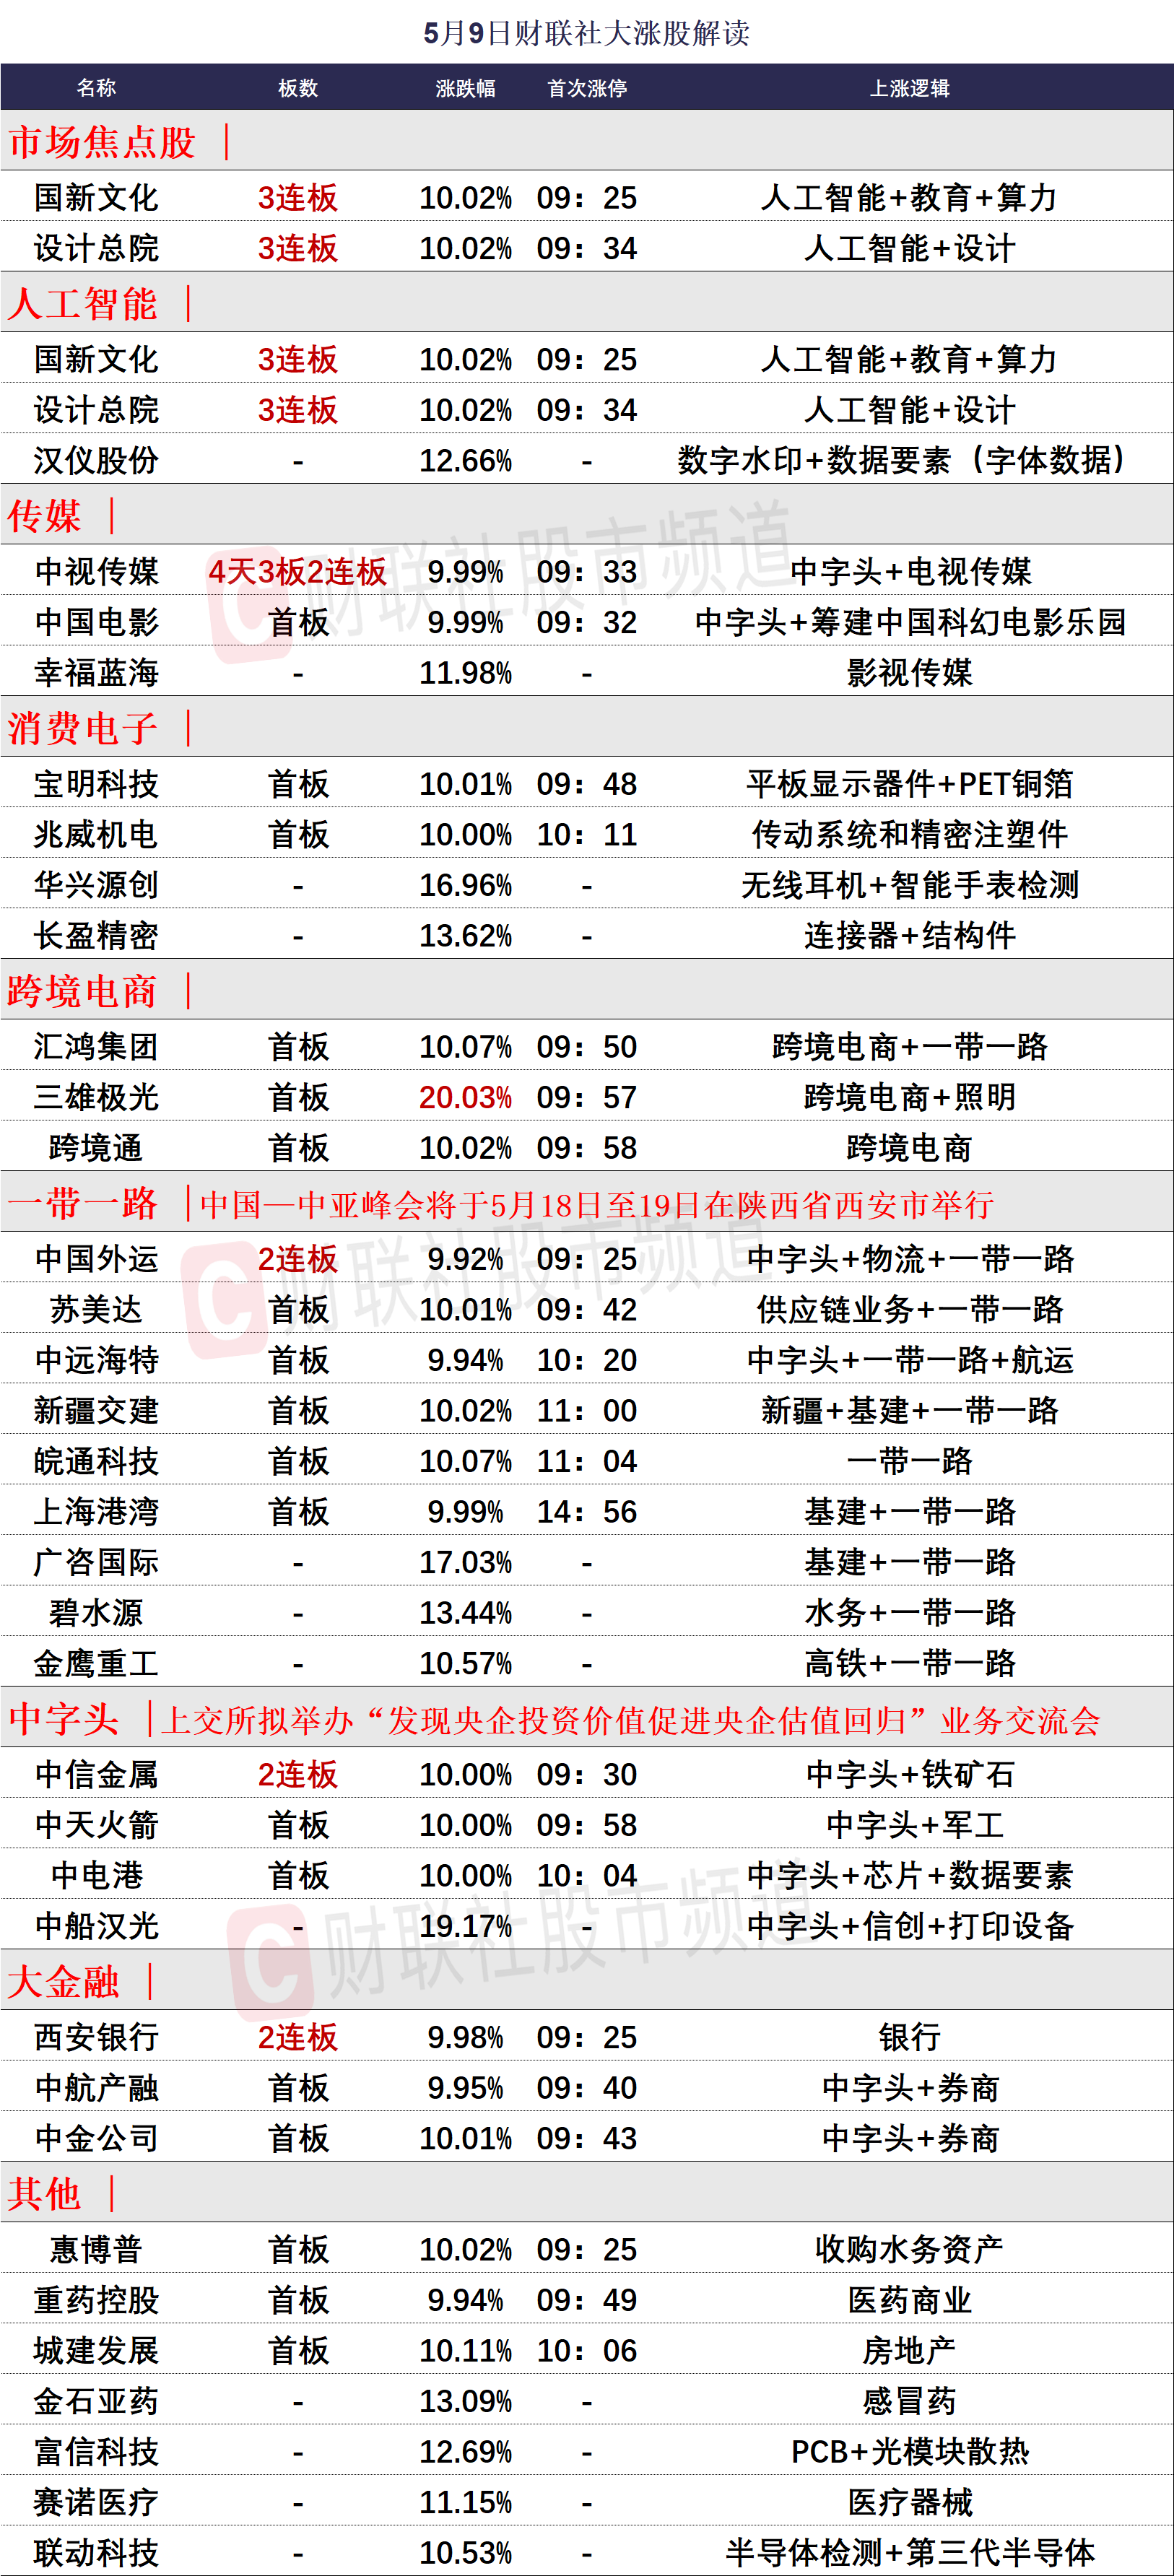 5月9日财联社大涨股解读
名称 板数 涨跌幅 首次涨停 上涨逻辑
市场焦点股 ｜
国新文化 3连板 10.02% 09：25 人工智能+教育+算力
设计总院 3连板 10.02% 09：34 人工智能+设计
人工智能 ｜
国新文化 3连板 10.02% 09：25 人工智能+教育+算力
设计总院 3连板 10.02% 09：34 人工智能+设计
汉仪股份 - 12.66% - 数字水印+数据要素（字体数据）
传媒 ｜
中视传媒 4天3板2连板 9.99% 09：33 中字头+电视传媒
中国电影 首板 9.99% 09：32 中字头+筹建中国科幻电影乐园
幸福蓝海 - 11.98% - 影视传媒
财联社股市频道
消费电子 ｜
宝明科技 首板 10.01% 09：48 平板显示器件+PET铜箔
兆威机电 首板 10.00% 10：11 传动系统和精密注塑件
华兴源创 - 16.96% - 无线耳机+智能手表检测
长盈精密 - 13.62% - 连接器+结构件
跨境电商 ｜
汇鸿集团 首板 10.07% 09：50 跨境电商+一带一路
三雄极光 首板 20.03% 09：57 跨境电商+照明
跨境通 首板 10.02% 09：58 跨境电商
一带一路 ｜中国—中亚峰会将于5月18日至19日在陕西省西安市举行
中国外运 2连板 9.92% 09：25 中字头+物流+一带一路
财联社股市频道
苏美达 首板 10.01% 09：42 供应链业务+一带一路
中远海特 首板 9.94% 10：20 中字头+一带一路+航运
新疆交建 首板 10.02% 11：00 新疆+基建+一带一路
皖通科技 首板 10.07% 11：04 一带一路
上海港湾 首板 9.99% 14：56 基建+一带一路
广咨国际 - 17.03% - 基建+一带一路
碧水源 - 13.44% - 水务+一带一路
金鹰重工 - 10.57% - 高铁+一带一路
中字头 ｜上交所拟举办“发现央企投资价值促进央企估值回归”业务交流会
中信金属 2连板 10.00% 09：30 中字头+铁矿石
中天火箭 首板 10.00% 09：58 中字头+军工
中电港 首板 10.00% 10：04 中字头+芯片+数据要素
中船汉光 - 19.17% - 中字头+信创+打印设备
财联社股市频道
大金融 ｜
西安银行 2连板 9.98% 09：25 银行
中航产融 首板 9.95% 09：40 中字头+券商
中金公司 首板 10.01% 09：43 中字头+券商
其他 ｜
惠博普 首板 10.02% 09：25 收购水务资产
重药控股 首板 9.94% 09：49 医药商业
城建发展 首板 10.11% 10：06 房地产
金石亚药 - 13.09% - 感冒药
富信科技 - 12.69% - PCB+光模块散热
赛诺医疗 - 11.15% - 医疗器械
联动科技 - 10.53% - 半导体检测+第三代半导体